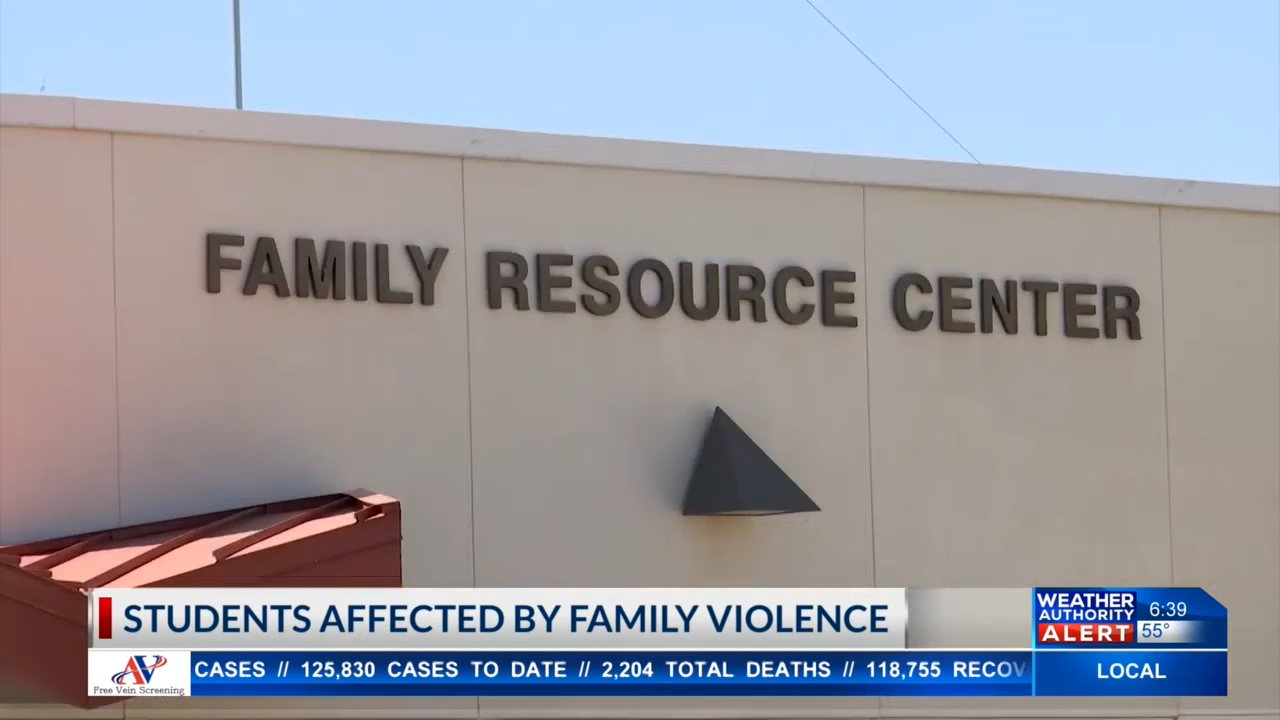 FAMILY RESOURCE CENTER
STUDENTS AFFECTED BY FAMILY VIOLENCE
WEATHER
AUTHORITY
ALERT
6:39
55°
AV
Free Vein Screening
CASES // 125,830 CASES TO DATE // 2,204 TOTAL DEATHS // 118,755 RECOV
LOCAL